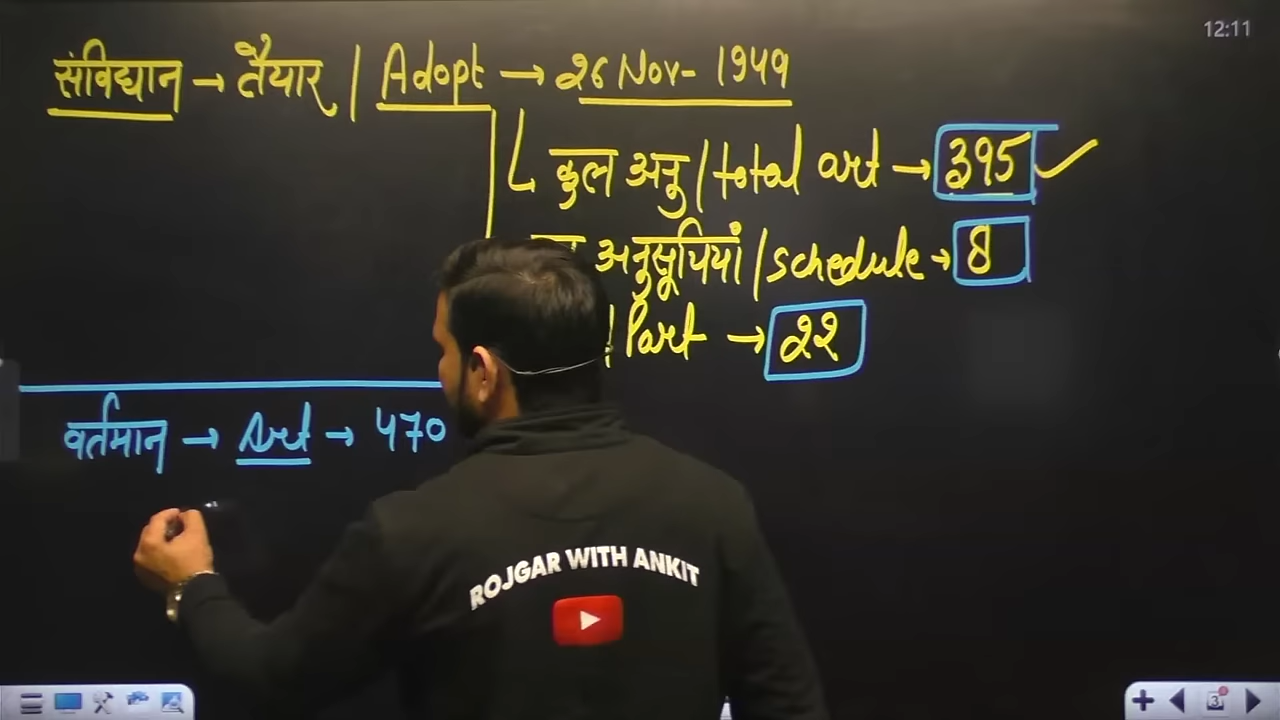 12:11
संविधान → तैयार | Adopt → 26 Nov- 1949
कुल अनु | total art → 395 ✓
अनुसूचियां | schedule → 8
| Part → 22
वर्तमान → Art → 470
ROJGAR WITH ANKIT